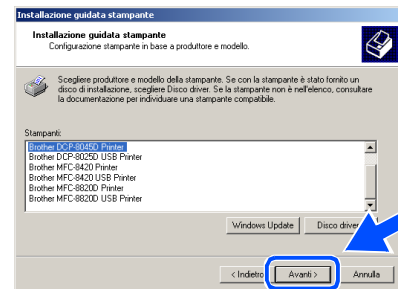 Installazione guidata stampante
Installazione guidata stampante
Configurazione stampante in base a produttore e modello.
Scegliere produttore e modello della stampante. Se con la stampante è stato fornito un
disco di installazione, scegliere Disco driver. Se la stampante non è nell'elenco, consultare
la documentazione per individuare una stampante compatibile.
Stampanti:
Brother DCP-8045D Printer
Brother DCP-8025D USB Printer
Brother MFC-8420 Printer
Brother MFC-8420 USB Printer
Brother MFC-8820D Printer
Brother MFC-8820D USB Printer
Windows Update Disco driver
< Indietro Avanti > Annulla